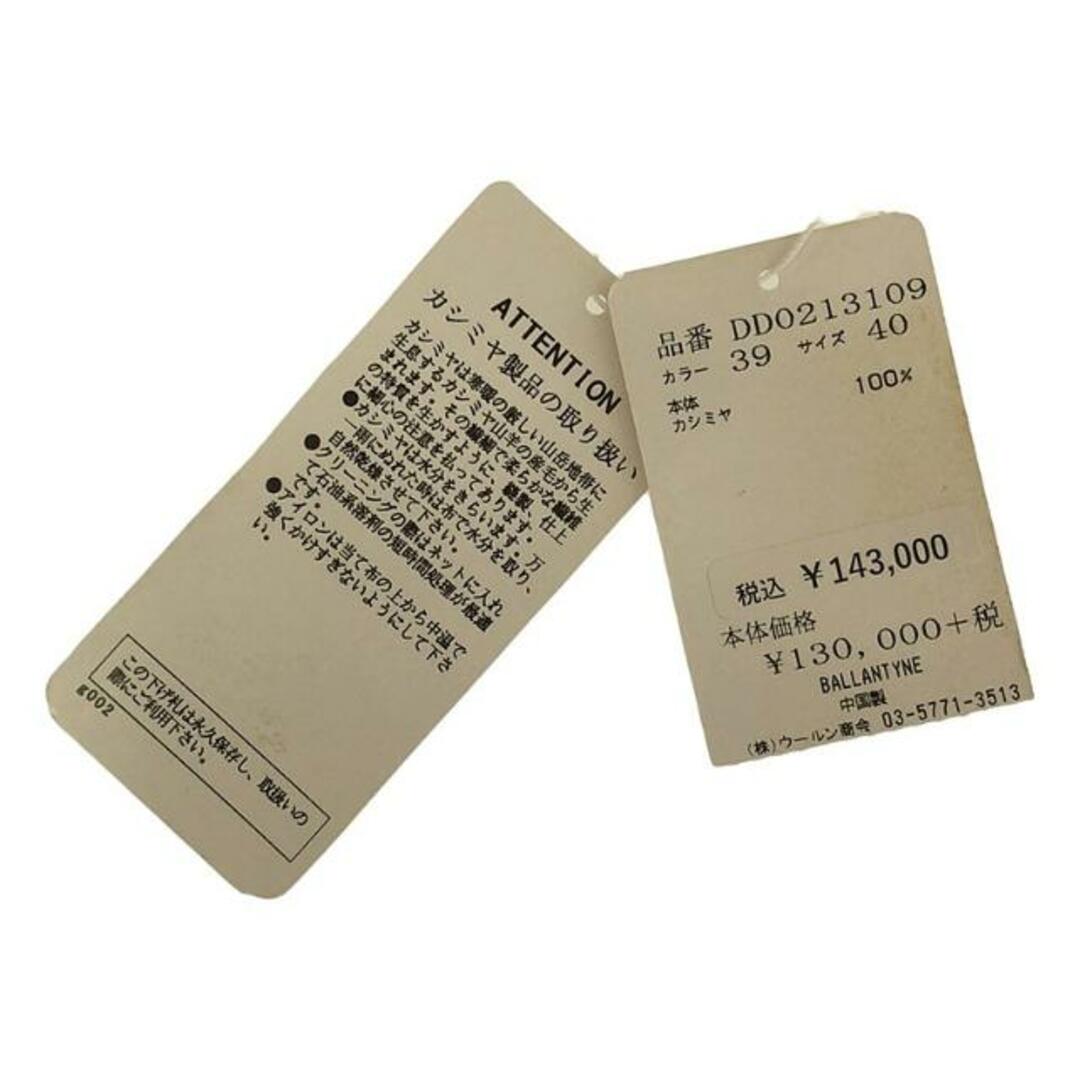 ATTENTION
カシミヤ製品の取り扱い
カシミヤは寒暖の厳しい山岳地帯に
生息するカシミヤ山羊の産毛から生
まれます。その繊細で柔らかな繊維
の特質を生かすように、縫製、仕上
に細心の注意を払ってあります。
●カシミヤは水分をきらいます。万
一雨にぬれた時は布で水分を取り、
自然乾燥させて下さい。
●クリーニングの際はネットに入れ
て石油系溶剤の短時間処理が最適
です。
●アイロンは当て布の上から中温で
強くかけすぎないようにして下さ
い。
この下げ札は永久保存し、取扱いの
際にご利用下さい。
g002
品番 DD0213109
カラー 39 サイズ 40
本体
カシミヤ 100%
税込 ¥143,000
本体価格
¥130,000+税
BALLANTYNE
中国製
(株)ウールン商会 03-5771-3513